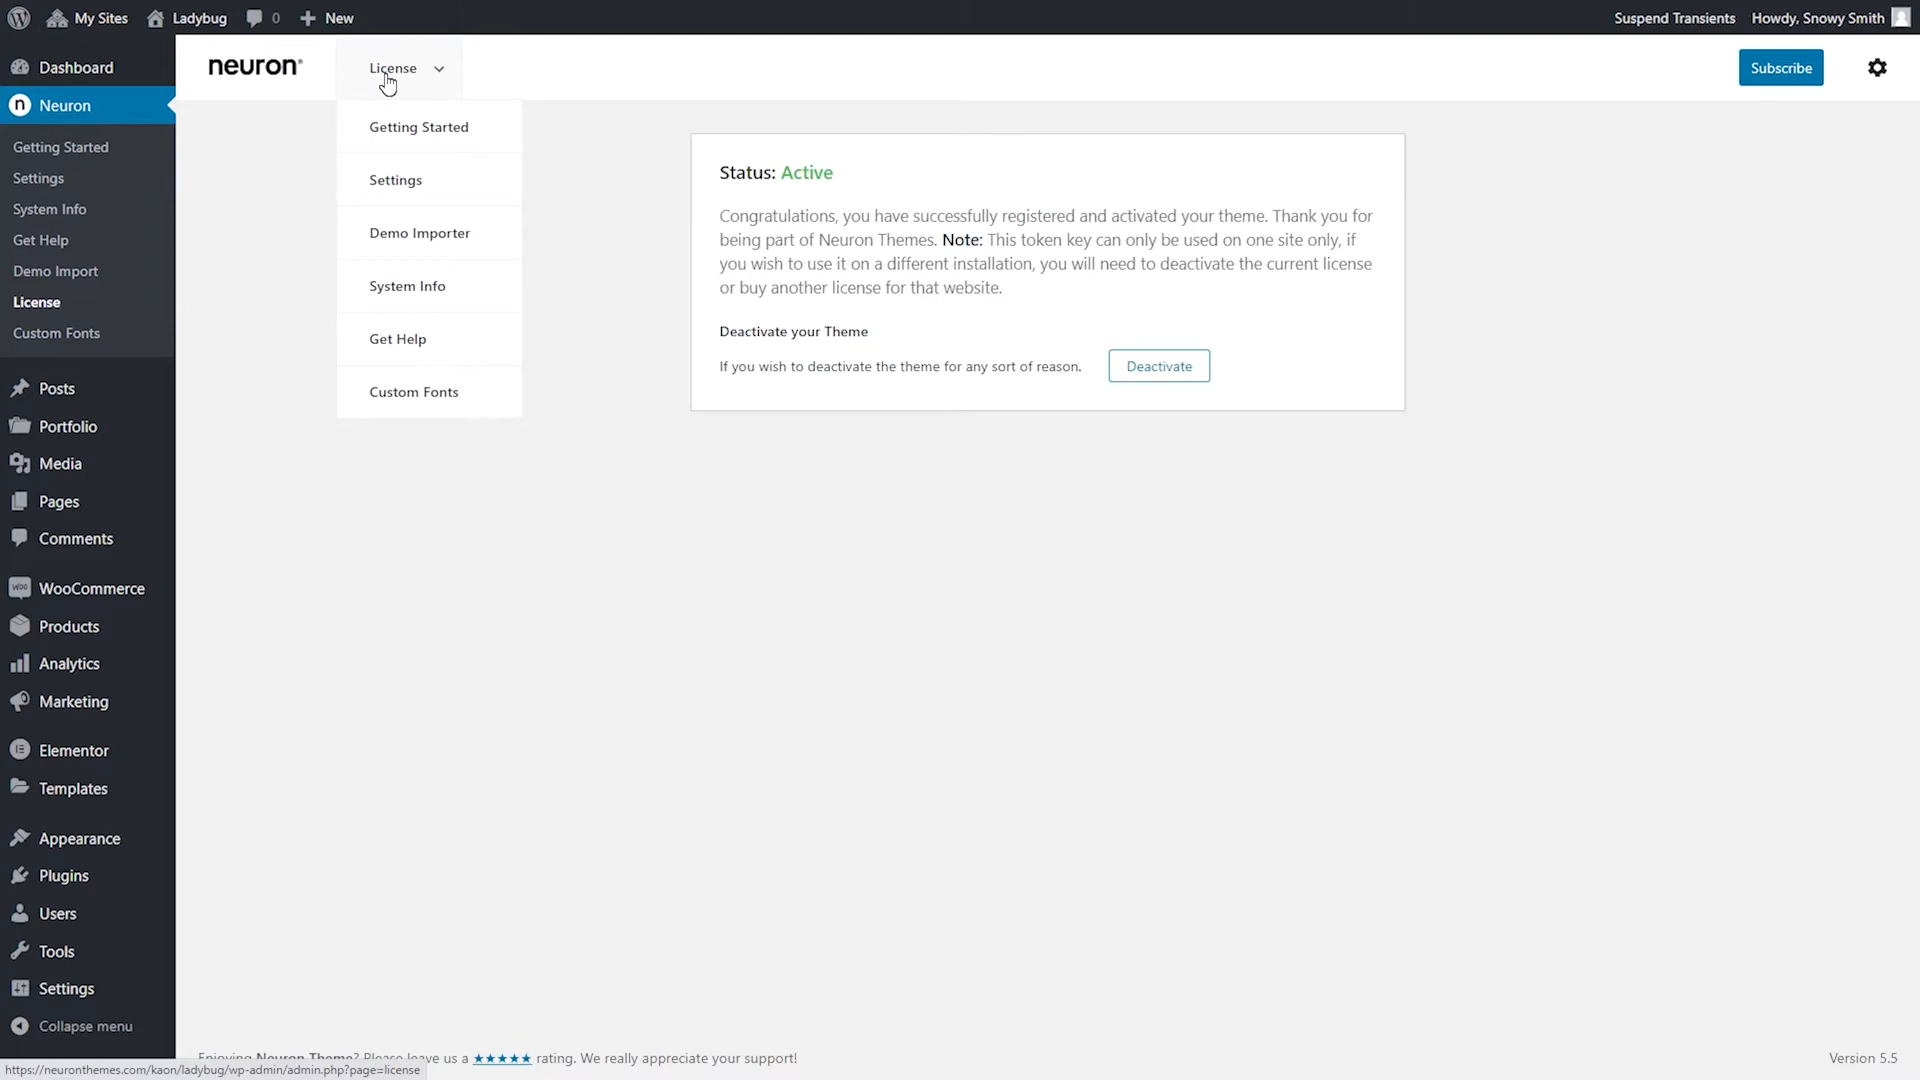 My Sites
Ladybug
0
New
Suspend Transients
Howdy, Snowy Smith
Dashboard
Neuron
Getting Started
Settings
System Info
Get Help
Demo Import
License
Custom Fonts
Posts
Portfolio
Media
Pages
Comments
WooCommerce
Products
Analytics
Marketing
Elementor
Templates
Appearance
Plugins
Users
Tools
Settings
Collapse menu
neuron®
License
Subscribe
Getting Started
Settings
Demo Importer
System Info
Get Help
Custom Fonts
Status: Active
Congratulations, you have successfully registered and activated your theme. Thank you for
being part of Neuron Themes. Note: This token key can only be used on one site only, if
you wish to use it on a different installation, you will need to deactivate the current license
or buy another license for that website.
Deactivate your Theme
If you wish to deactivate the theme for any sort of reason.
Deactivate
Enjoying Neuron Theme? Please leave us a ★★★★★ rating. We really appreciate your support!
Version 5.5
https://neuronthemes.com/kaon/ladybug/wp-admin/admin.php?page=license